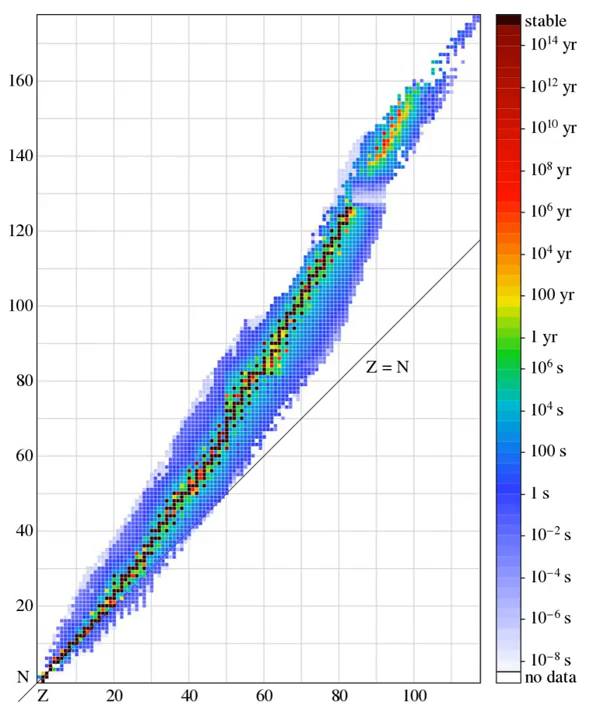 stable
10¹⁴ yr
10¹² yr
10¹⁰ yr
10⁸ yr
10⁶ yr
10⁴ yr
100 yr
1 yr
10⁶ s
10⁴ s
100 s
1 s
10⁻² s
10⁻⁴ s
10⁻⁶ s
10⁻⁸ s
no data
160
140
120
100
80
60
40
20
N
Z = N
Z 20 40 60 80 100